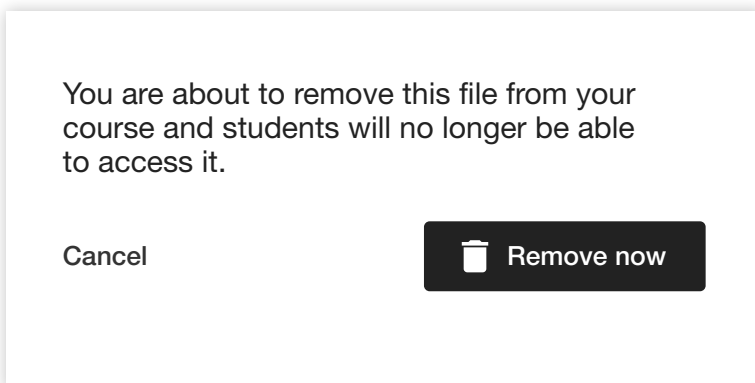 You are about to remove this file from your
course and students will no longer be able
to access it.
Cancel
Remove now